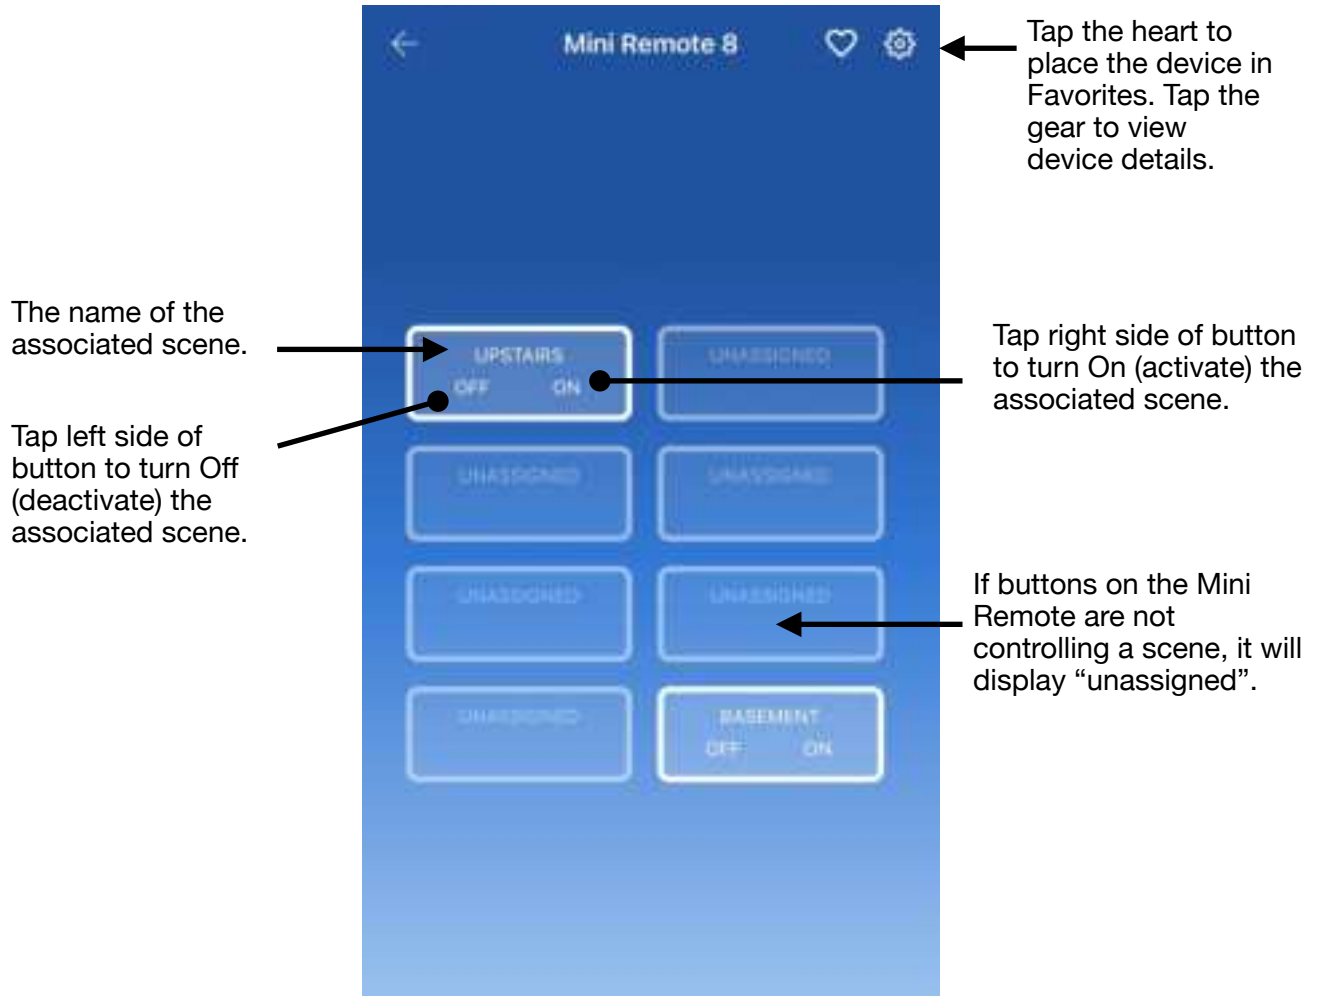 Mini Remote 8
Tap the heart to
place the device in
Favorites. Tap the
gear to view
device details.
The name of the
associated scene.
Tap left side of
button to turn Off
(deactivate) the
associated scene.
UPSTAIRS
OFF ON
UNASSIGNED
UNASSIGNED
UNASSIGNED
UNASSIGNED
UNASSIGNED
UNASSIGNED
BASEMENT
OFF ON
Tap right side of button
to turn On (activate) the
associated scene.
If buttons on the Mini
Remote are not
controlling a scene, it will
display “unassigned”.